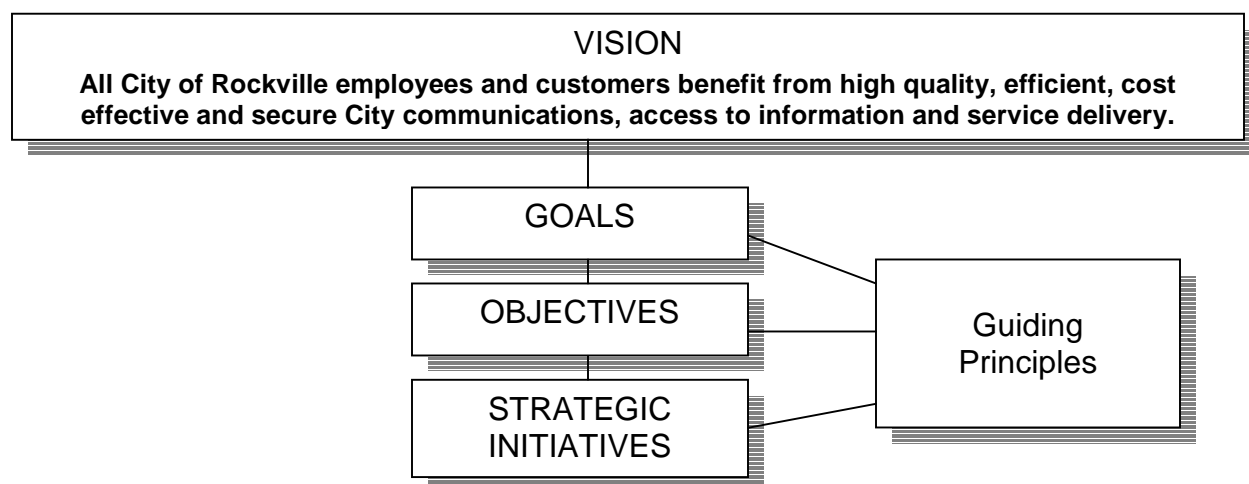 VISION
All City of Rockville employees and customers benefit from high quality, efficient, cost
effective and secure City communications, access to information and service delivery.
GOALS
OBJECTIVES
STRATEGIC
INITIATIVES
Guiding
Principles